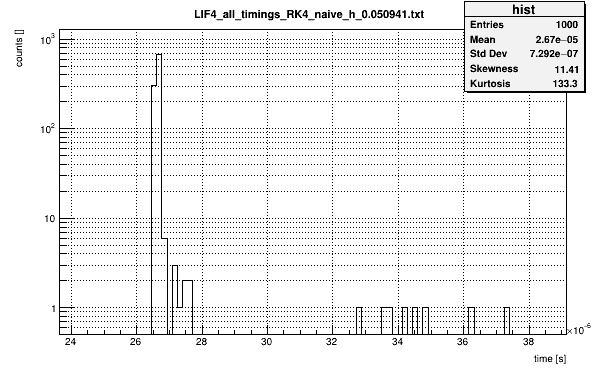 LIF4_all_timings_RK4_naive_h_0.050941.txt
hist
Entries 1000
Mean 2.67e−05
Std Dev 7.292e−07
Skewness 11.41
Kurtosis 133.3
counts []
10³
10²
10
1
24 26 28 30 32 34 36 38
×10⁻⁶
time [s]